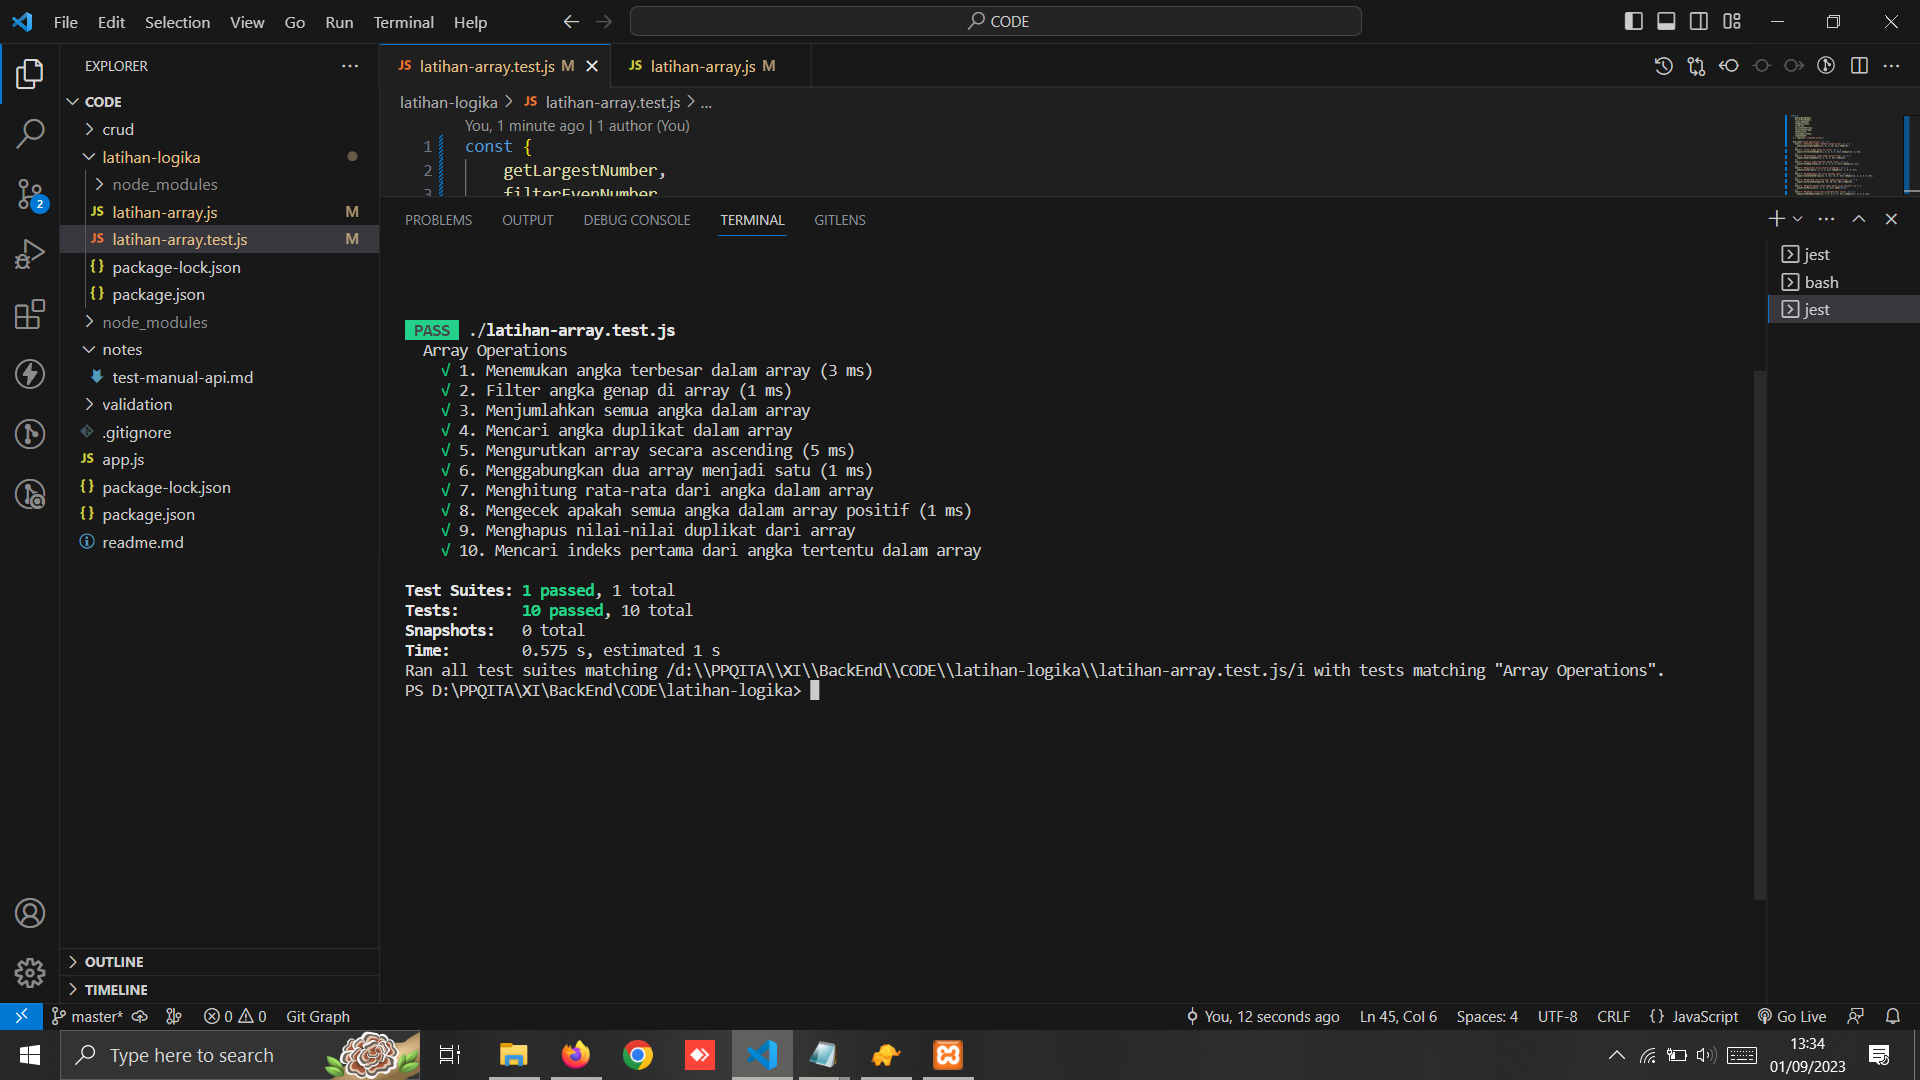 File Edit Selection View Go Run Terminal Help
CODE
EXPLORER
CODE
crud
latihan-logika
node_modules
JS latihan-array.js M
JS latihan-array.test.js M
{} package-lock.json
{} package.json
node_modules
notes
test-manual-api.md
validation
.gitignore
JS app.js
{} package-lock.json
{} package.json
readme.md
OUTLINE
TIMELINE
2
JS latihan-array.test.js M
JS latihan-array.js M
latihan-logika > JS latihan-array.test.js > ...
You, 1 minute ago | 1 author (You)
1 const {
2 getLargestNumber,
3 filterEvenNumber
PROBLEMS OUTPUT DEBUG CONSOLE TERMINAL GITLENS
jest
bash
jest
PASS ./latihan-array.test.js
Array Operations
√ 1. Menemukan angka terbesar dalam array (3 ms)
√ 2. Filter angka genap di array (1 ms)
√ 3. Menjumlahkan semua angka dalam array
√ 4. Mencari angka duplikat dalam array
√ 5. Mengurutkan array secara ascending (5 ms)
√ 6. Menggabungkan dua array menjadi satu (1 ms)
√ 7. Menghitung rata-rata dari angka dalam array
√ 8. Mengecek apakah semua angka dalam array positif (1 ms)
√ 9. Menghapus nilai-nilai duplikat dari array
√ 10. Mencari indeks pertama dari angka tertentu dalam array
Test Suites: 1 passed, 1 total
Tests: 10 passed, 10 total
Snapshots: 0 total
Time: 0.575 s, estimated 1 s
Ran all test suites matching /d:\\PPQITA\\XI\\BackEnd\\CODE\\latihan-logika\\latihan-array.test.js/i with tests matching "Array Operations".
PS D:\PPQITA\XI\BackEnd\CODE\latihan-logika>
master* 0 0 Git Graph
You, 12 seconds ago Ln 45, Col 6 Spaces: 4 UTF-8 CRLF {} JavaScript Go Live
Type here to search
13:34
01/09/2023